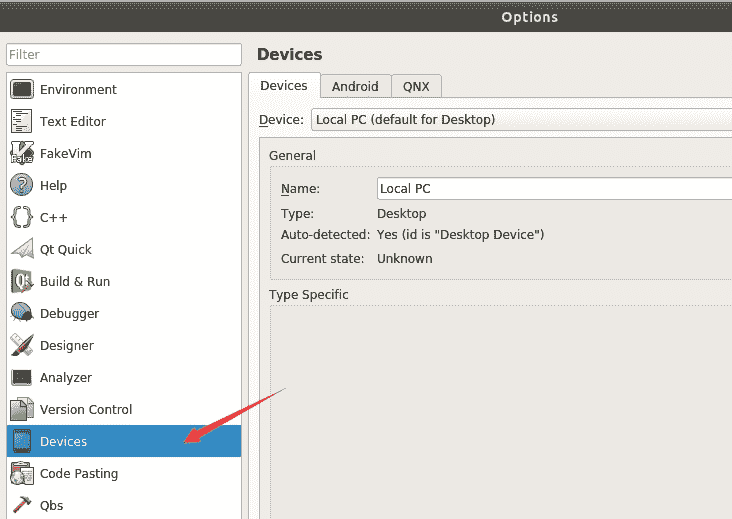 Options
Filter
Environment
Text Editor
FakeVim
Help
C++
Qt Quick
Build & Run
Debugger
Designer
Analyzer
Version Control
Devices
Code Pasting
Qbs
Devices
Devices Android QNX
Device: Local PC (default for Desktop)
General
Name: Local PC
Type: Desktop
Auto-detected: Yes (id is "Desktop Device")
Current state: Unknown
Type Specific